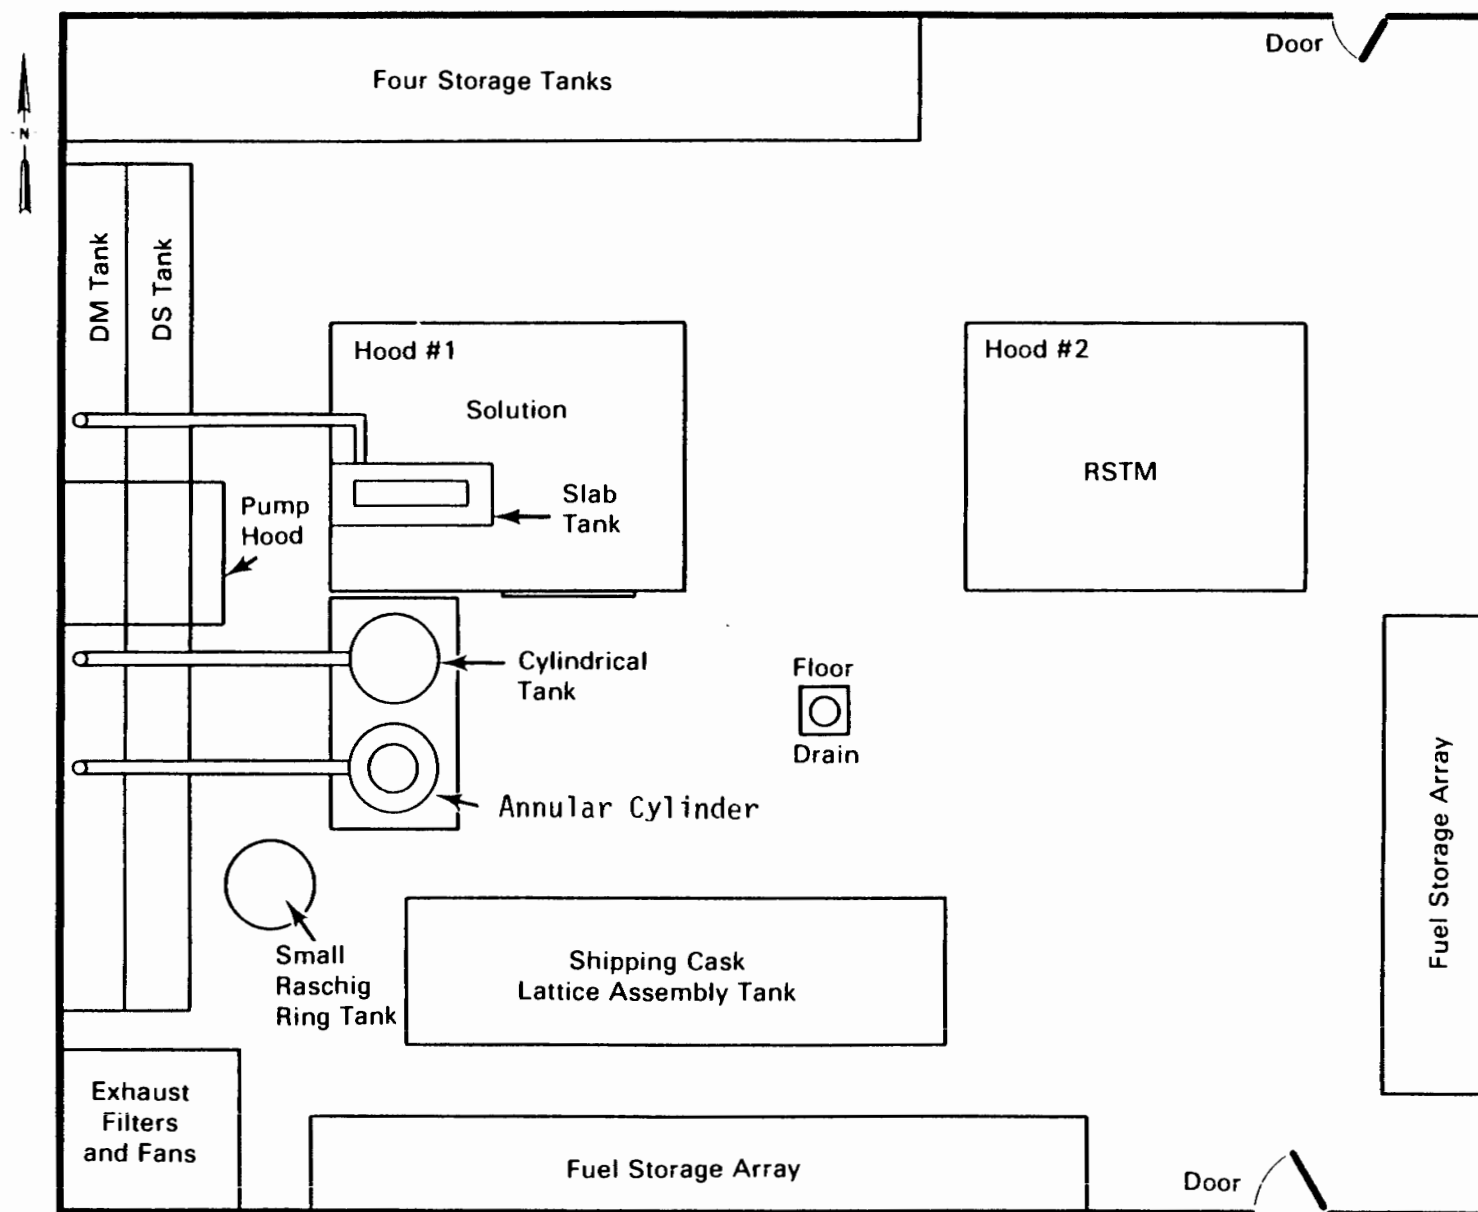 Door
Four Storage Tanks
N
DM Tank
DS Tank
Hood #1
Solution
Hood #2
RSTM
Pump
Hood
Slab
Tank
Cylindrical
Tank
Floor
Drain
Annular Cylinder
Fuel Storage Array
Small
Raschig
Ring Tank
Shipping Cask
Lattice Assembly Tank
Exhaust
Filters
and Fans
Fuel Storage Array
Door